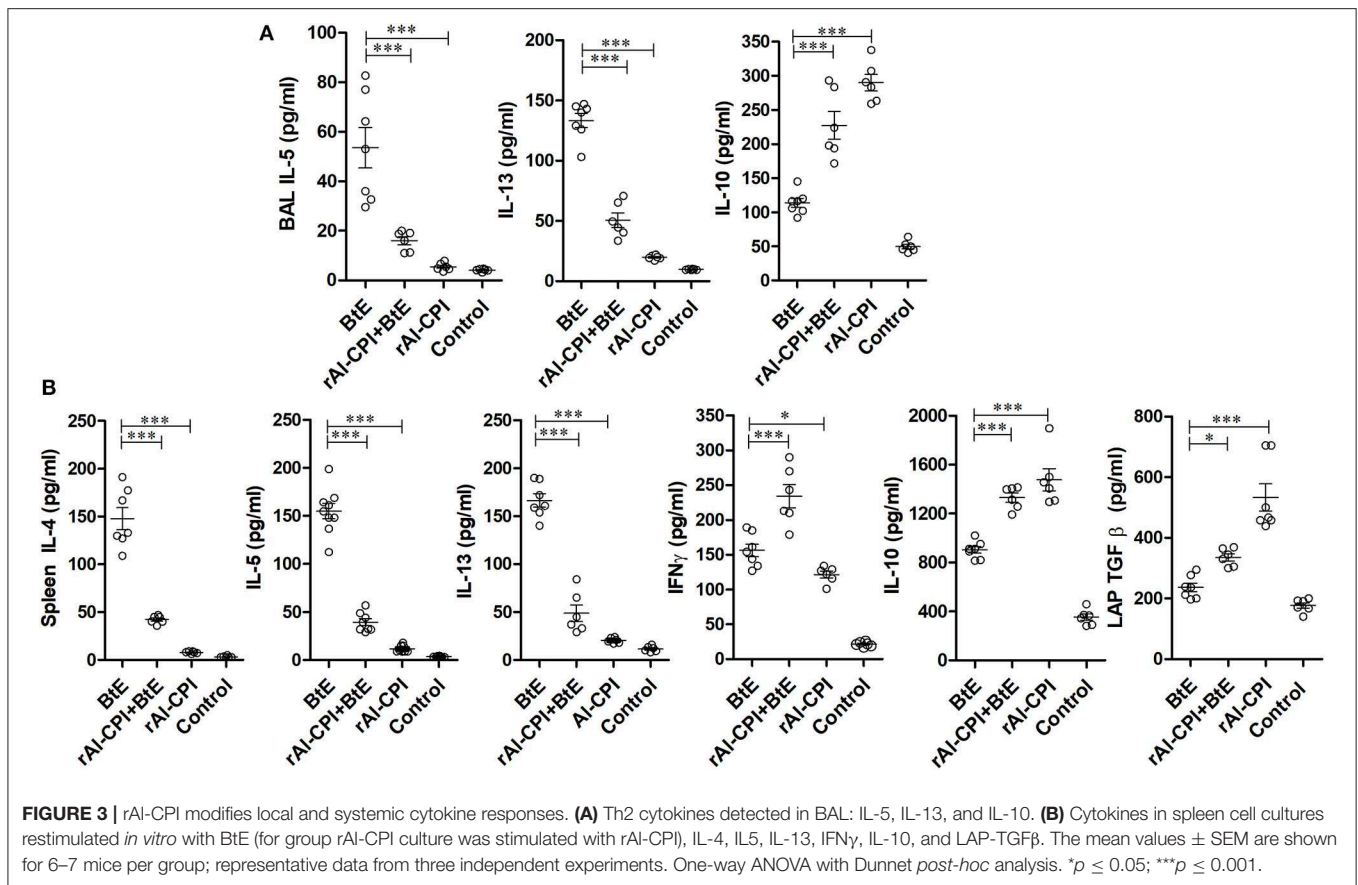 A
BAL IL-5 (pg/ml)
100
80
60
40
20
0
***
***
BtE
rAl-CPI+BtE
rAl-CPI
Control
IL-13 (pg/ml)
200
150
100
50
0
***
***
BtE
rAl-CPI+BtE
rAl-CPI
Control
IL-10 (pg/ml)
350
300
250
200
150
100
50
0
***
***
BtE
rAl-CPI+BtE
rAl-CPI
Control
B
Spleen IL-4 (pg/ml)
250
200
150
100
50
0
***
***
BtE
rAl-CPI+BtE
rAl-CPI
Control
IL-5 (pg/ml)
250
200
150
100
50
0
***
***
BtE
rAl-CPI+BtE
rAl-CPI
Control
IL-13 (pg/ml)
250
200
150
100
50
0
***
***
BtE
rAl-CPI+BtE
Al-CPI
Control
IFNγ (pg/ml)
350
300
250
200
150
100
50
0
*
***
BtE
rAl-CPI+BtE
rAl-CPI
Control
IL-10 (pg/ml)
2000
1600
1200
800
400
0
***
***
BtE
rAl-CPI+BtE
rAl-CPI
Control
LAP TGF β (pg/ml)
800
600
400
200
0
***
*
BtE
rAl-CPI+BtE
rAl-CPI
Control
FIGURE 3 | rAl-CPI modifies local and systemic cytokine responses. (A) Th2 cytokines detected in BAL: IL-5, IL-13, and IL-10. (B) Cytokines in spleen cell cultures
restimulated in vitro with BtE (for group rAl-CPI culture was stimulated with rAl-CPI), IL-4, IL5, IL-13, IFNγ, IL-10, and LAP-TGFβ. The mean values ± SEM are shown
for 6–7 mice per group; representative data from three independent experiments. One-way ANOVA with Dunnet post-hoc analysis. *p ≤ 0.05; ***p ≤ 0.001.